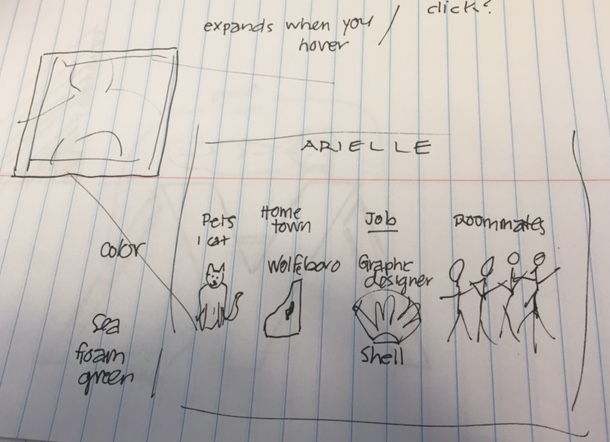 expands when you
hover /
click?
ARIELLE
Pets
1 cat
Home
town
Wolfeboro
Job
Graphc
designer
Shell
Roommates
color
sea
foam
green